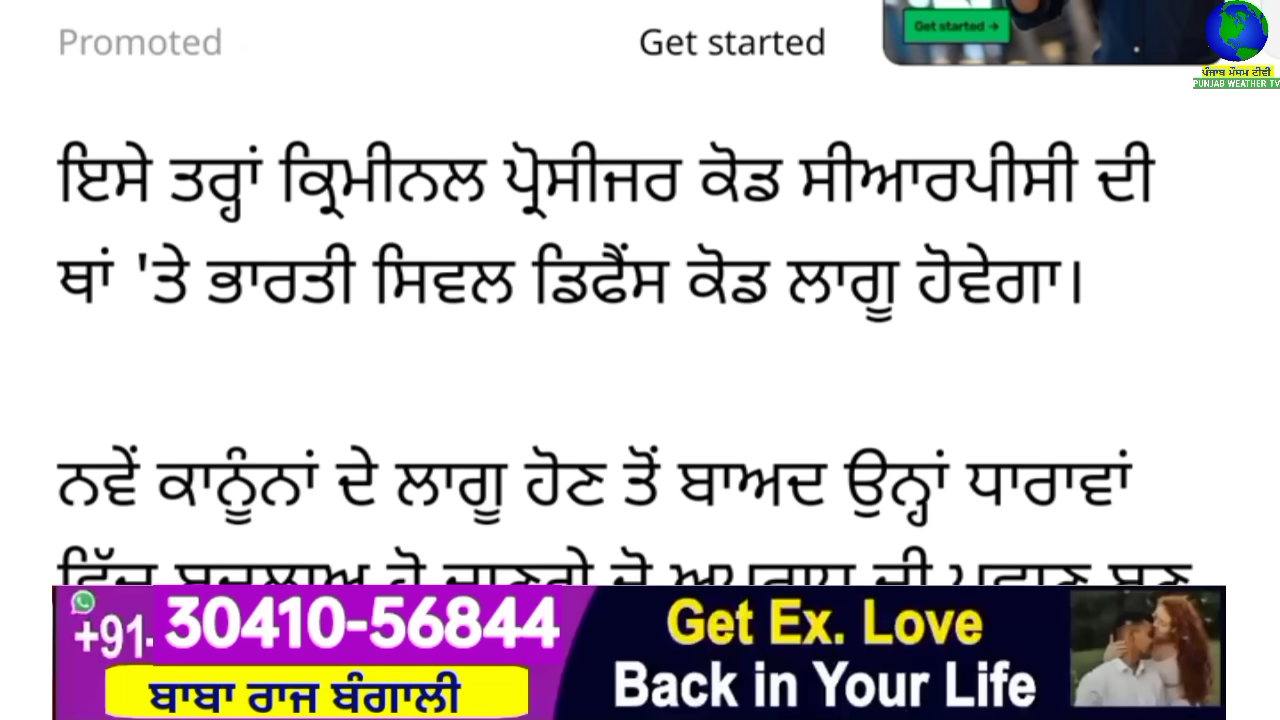 Promoted
Get started
Get started →
ਪੰਜਾਬ ਮੌਸਮ ਟੀਵੀ
PUNJAB WEATHER TV
ਇਸੇ ਤਰ੍ਹਾਂ ਕ੍ਰਿਮੀਨਲ ਪ੍ਰੋਸੀਜਰ ਕੋਡ ਸੀਆਰਪੀਸੀ ਦੀ
ਥਾਂ 'ਤੇ ਭਾਰਤੀ ਸਿਵਲ ਡਿਫੈਂਸ ਕੋਡ ਲਾਗੂ ਹੋਵੇਗਾ।
ਨਵੇਂ ਕਾਨੂੰਨਾਂ ਦੇ ਲਾਗੂ ਹੋਣ ਤੋਂ ਬਾਅਦ ਉਨ੍ਹਾਂ ਧਾਰਾਵਾਂ
+91- 30410-56844
ਬਾਬਾ ਰਾਜ ਬੰਗਾਲੀ
Get Ex. Love
Back in Your Life